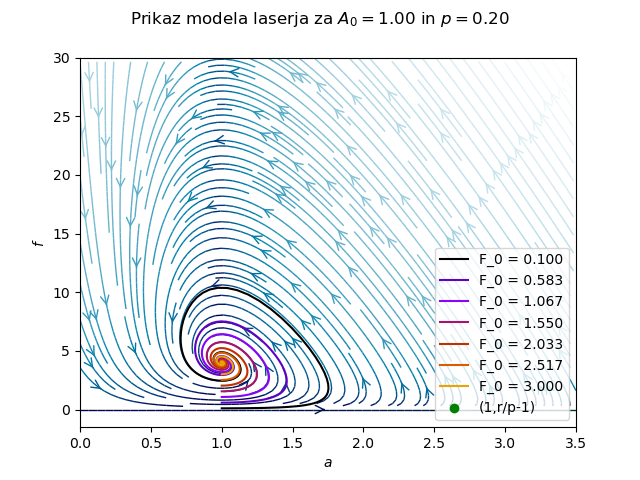 Prikaz modela laserja za A₀ = 1.00 in p = 0.20
30
25
20
15
10
5
0
f
0.0 0.5 1.0 1.5 2.0 2.5 3.0 3.5
a
F_0 = 0.100
F_0 = 0.583
F_0 = 1.067
F_0 = 1.550
F_0 = 2.033
F_0 = 2.517
F_0 = 3.000
(1,r/p-1)